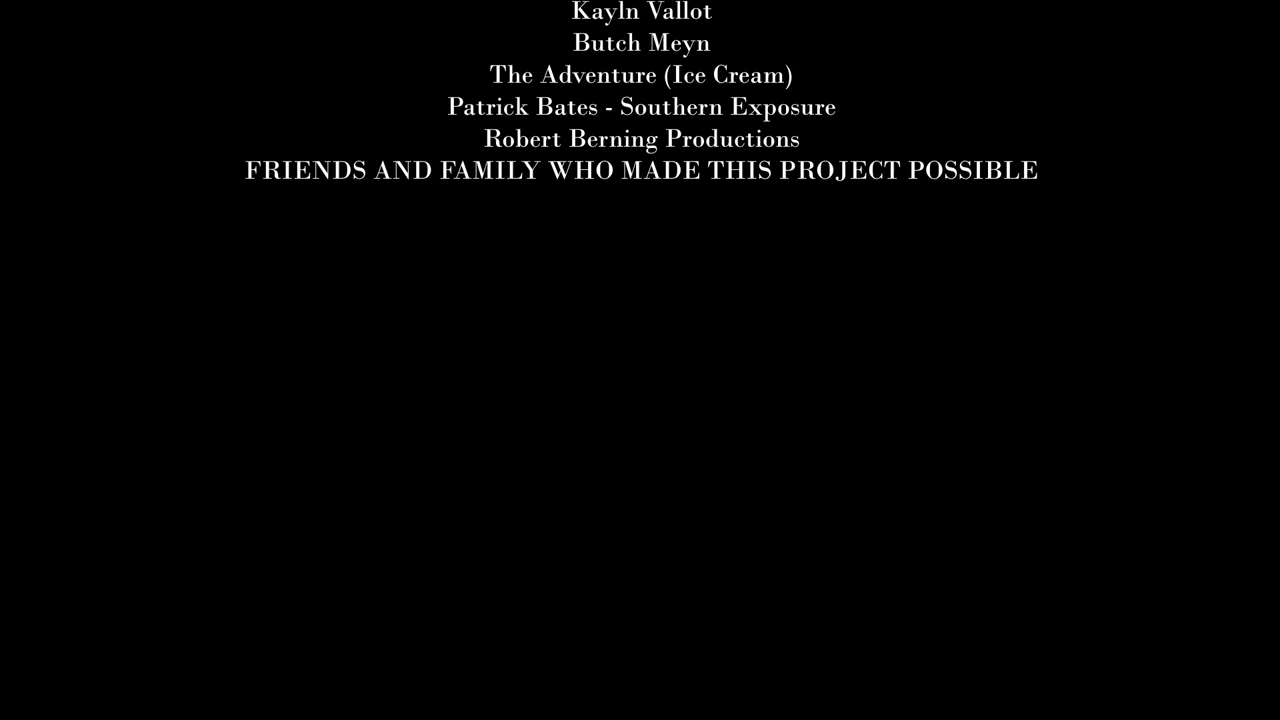 Kayln Vallot
Butch Meyn
The Adventure (Ice Cream)
Patrick Bates - Southern Exposure
Robert Berning Productions
FRIENDS AND FAMILY WHO MADE THIS PROJECT POSSIBLE